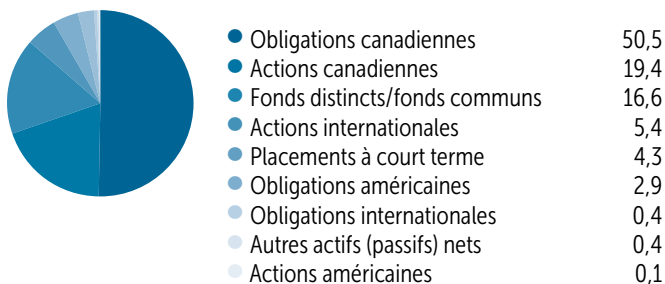 Obligations canadiennes 50,5
Actions canadiennes 19,4
Fonds distincts/fonds communs 16,6
Actions internationales 5,4
Placements à court terme 4,3
Obligations américaines 2,9
Obligations internationales 0,4
Autres actifs (passifs) nets 0,4
Actions américaines 0,1